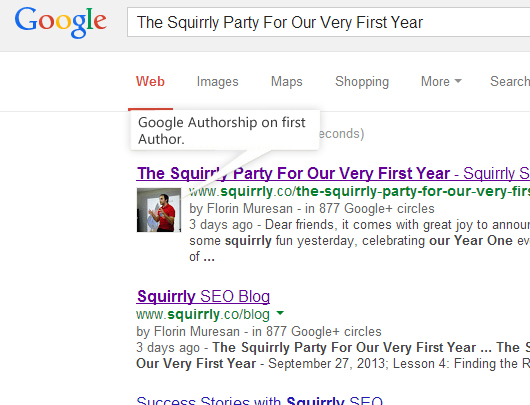 Google The Squirrly Party For Our Very First Year
Web Images Maps Shopping More Search
Google Authorship on first
Author.
econds)
The Squirrly Party For Our Very First Year - Squirrly S
www.squirrly.co/the-squirrly-party-for-our-very-firs
by Florin Muresan - in 877 Google+ circles
3 days ago - Dear friends, it comes with great joy to announ
some squirrly fun yesterday, celebrating our Year One ev
of ...
Squirrly SEO Blog
www.squirrly.co/blog
by Florin Muresan - in 877 Google+ circles
3 days ago - The Squirrly Party For Our Very First Year ... The S
Our Very First Year - September 27, 2013; Lesson 4: Finding the R
Success Stories with Squirrly SEO